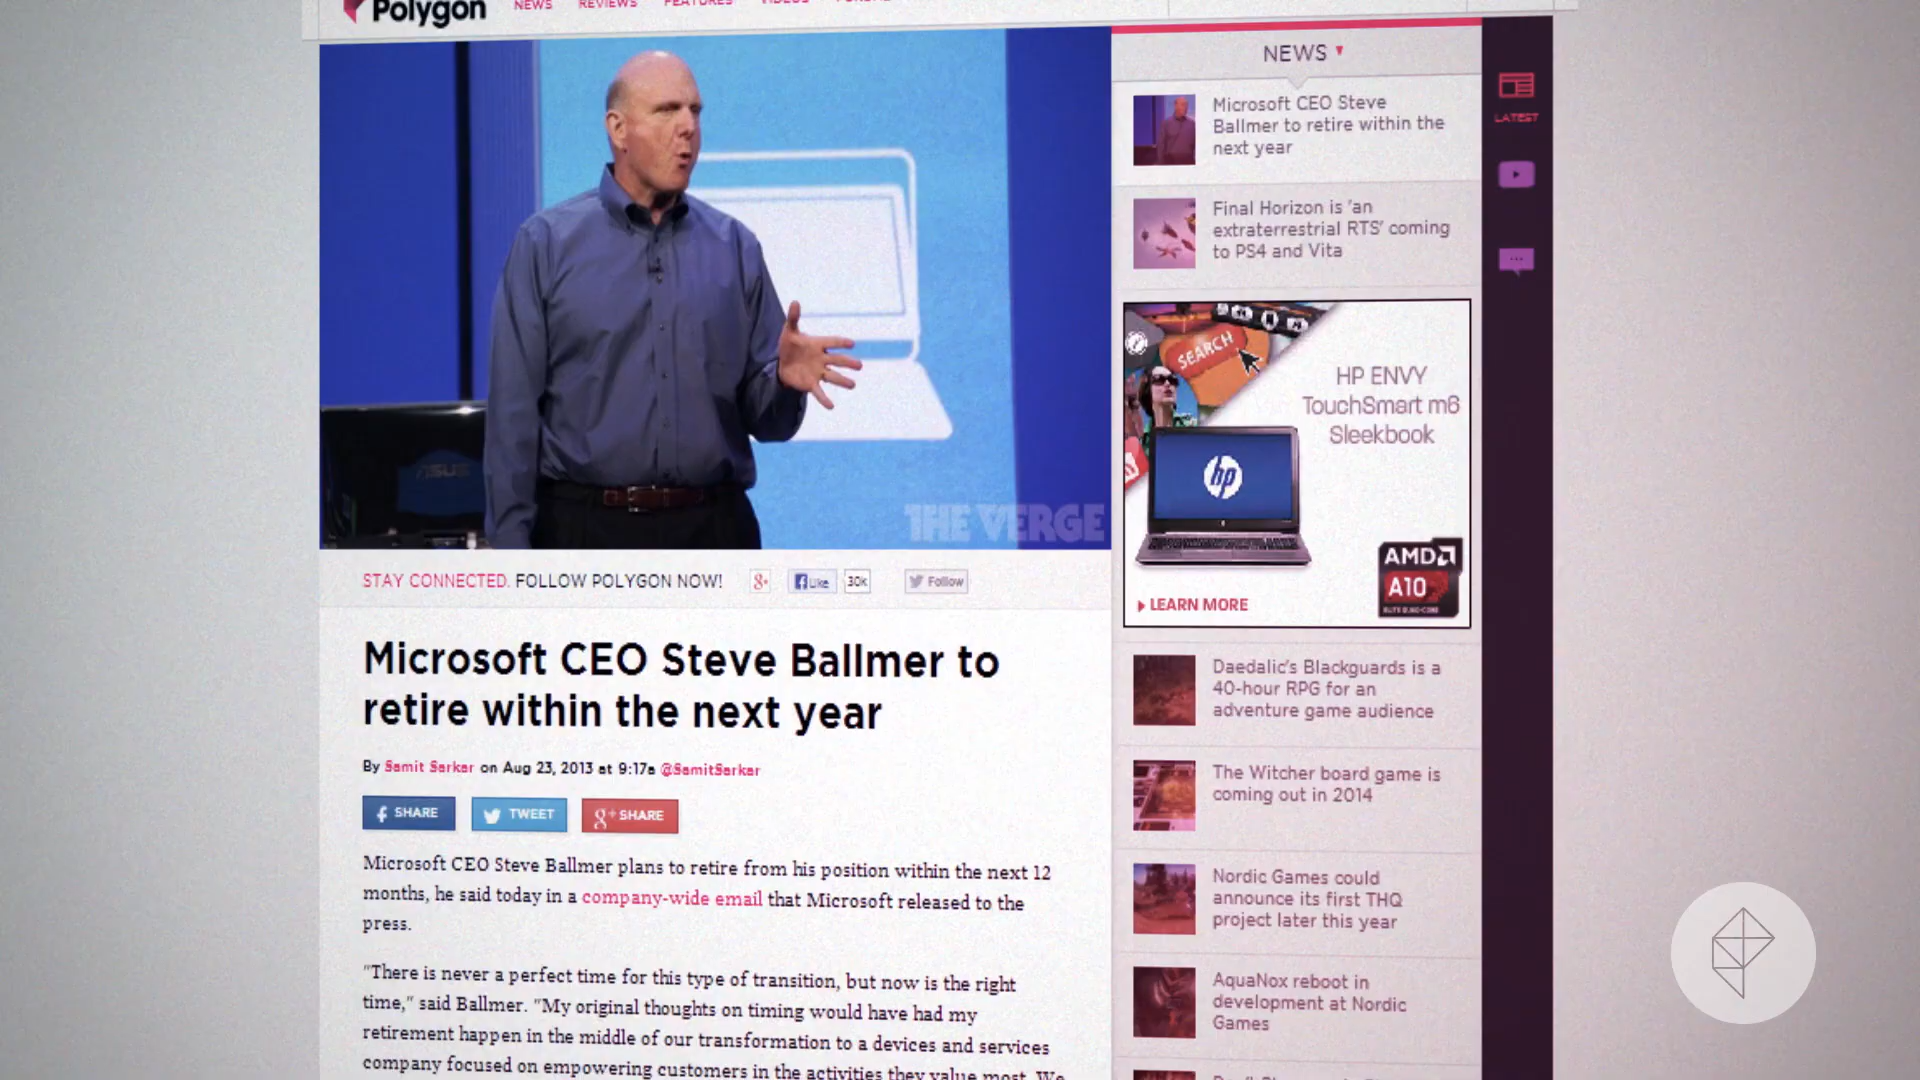 Polygon
NEWS REVIEWS FEATURES VIDEOS
ASUS
THE VERGE
STAY CONNECTED. FOLLOW POLYGON NOW! g+ Like 30k Follow
Microsoft CEO Steve Ballmer to
retire within the next year
By Samit Sarkar on Aug 23, 2013 at 9:17a @SamitSarkar
SHARE TWEET g+ SHARE
Microsoft CEO Steve Ballmer plans to retire from his position within the next 12
months, he said today in a company-wide email that Microsoft released to the
press.
"There is never a perfect time for this type of transition, but now is the right
time," said Ballmer. "My original thoughts on timing would have had my
retirement happen in the middle of our transformation to a devices and services
company focused on empowering customers in the activities they value most. We
NEWS
Microsoft CEO Steve
Ballmer to retire within the
next year
Final Horizon is 'an
extraterrestrial RTS' coming
to PS4 and Vita
SEARCH
HP ENVY
TouchSmart m6
Sleekbook
hp
AMD
A10
ELITE QUAD-CORE
LEARN MORE
Daedalic's Blackguards is a
40-hour RPG for an
adventure game audience
The Witcher board game is
coming out in 2014
Nordic Games could
announce its first THQ
project later this year
AquaNox reboot in
development at Nordic
Games
LATEST